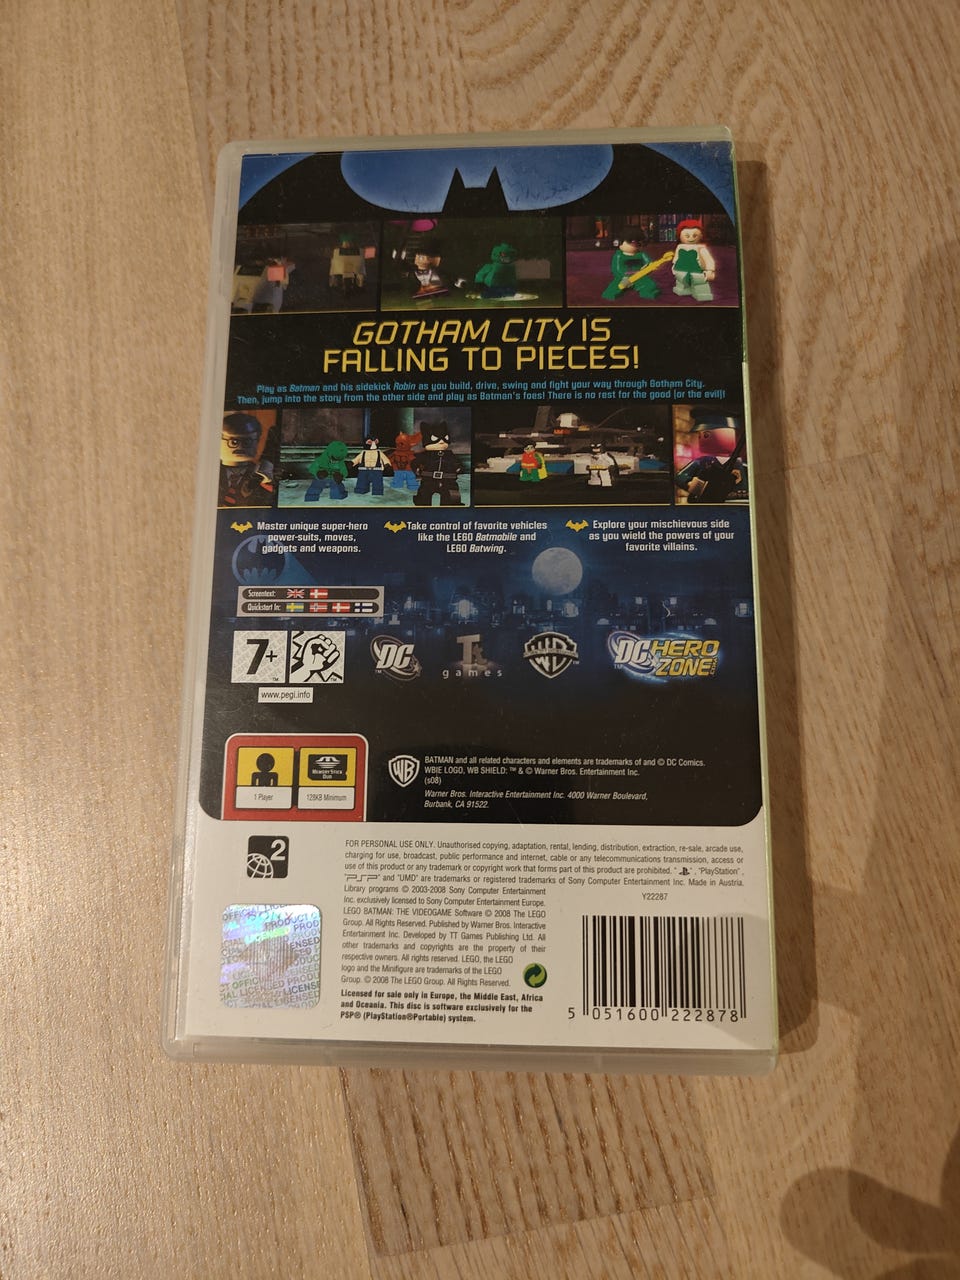 GOTHAM CITY IS
FALLING TO PIECES!
Play as Batman and his sidekick Robin as you build, drive, swing and fight your way through Gotham City.
Then, jump into the story from the other side and play as Batman's foes! There is no rest for the good (or the evil)!
Master unique super-hero
power-suits, moves,
gadgets and weapons.
Take control of favorite vehicles
like the LEGO Batmobile and
LEGO Batwing.
Explore your mischievous side
as you wield the powers of your
favorite villains.
Screentext:
Quickstart In:
7+
www.pegi.info
DC
TM
Tt
games
WB
DC HERO
ZONE
1 Player
MEMORY STICK
DUO
128KB Minimum
WB
BATMAN and all related characters and elements are trademarks of and © DC Comics.
WBIE LOGO, WB SHIELD: ™ & © Warner Bros. Entertainment Inc.
(s08)
Warner Bros. Interactive Entertainment Inc. 4000 Warner Boulevard,
Burbank, CA 91522.
2
FOR PERSONAL USE ONLY. Unauthorised copying, adaptation, rental, lending, distribution, extraction, re-sale, arcade use,
charging for use, broadcast, public performance and internet, cable or any telecommunications transmission, access or
use of this product or any trademark or copyright work that forms part of this product are prohibited. " ", "PlayStation",
"PSP" and "UMD" are trademarks or registered trademarks of Sony Computer Entertainment Inc. Made in Austria.
Library programs © 2003-2008 Sony Computer Entertainment
Inc. exclusively licensed to Sony Computer Entertainment Europe.
Y22287
LEGO BATMAN: THE VIDEOGAME Software © 2008 The LEGO
Group. All Rights Reserved. Published by Warner Bros. Interactive
Entertainment Inc. Developed by TT Games Publishing Ltd. All
other trademarks and copyrights are the property of their
respective owners. All rights reserved. LEGO, the LEGO
logo and the Minifigure are trademarks of the LEGO
Group. © 2008 The LEGO Group. All Rights Reserved.
Licensed for sale only in Europe, the Middle East, Africa
and Oceania. This disc is software exclusively for the
PSP® (PlayStation®Portable) system.
5 051600 222878